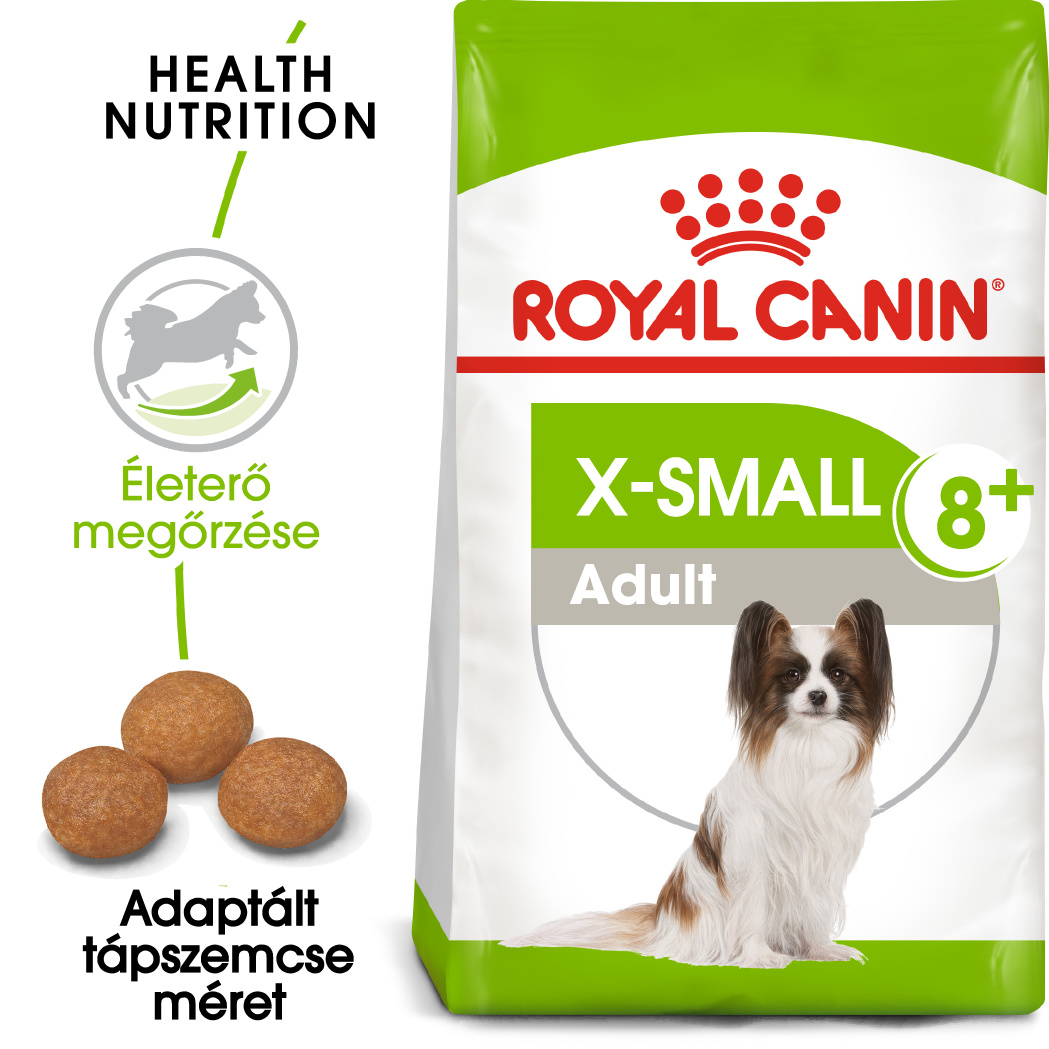 HEALTH
NUTRITION
Életerő
megőrzése
Adaptált
tápszemcse
méret
ROYAL CANIN®
X-SMALL 8+
Adult